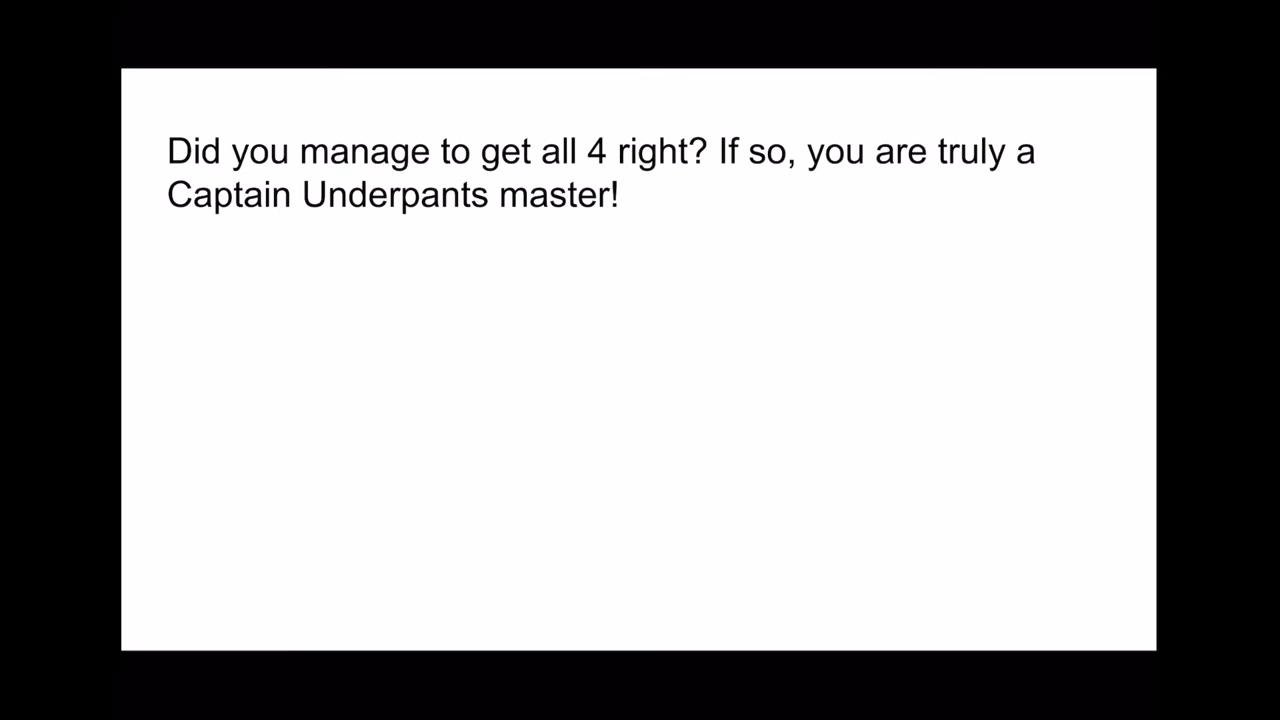 Did you manage to get all 4 right? If so, you are truly a
Captain Underpants master!